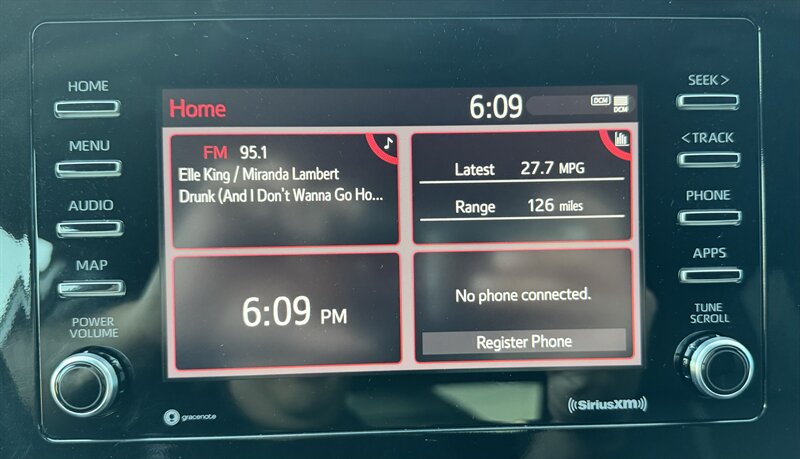 HOME
MENU
AUDIO
MAP
POWER
VOLUME
Home
6:09
DCM
DCM
FM 95.1
Elle King / Miranda Lambert
Drunk (And I Don't Wanna Go Ho...
Latest 27.7 MPG
Range 126 miles
6:09 PM
No phone connected.
Register Phone
SEEK >
< TRACK
PHONE
APPS
TUNE
SCROLL
gracenote
SiriusXM